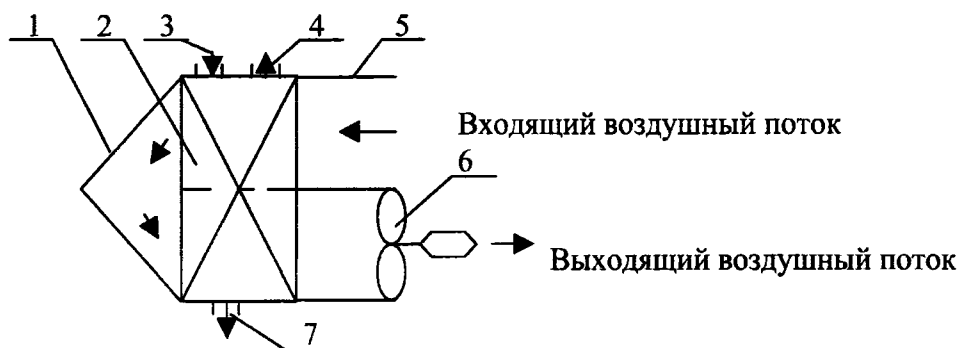 1 2 3 4 5
Входящий воздушный поток
6
Выходящий воздушный поток
7